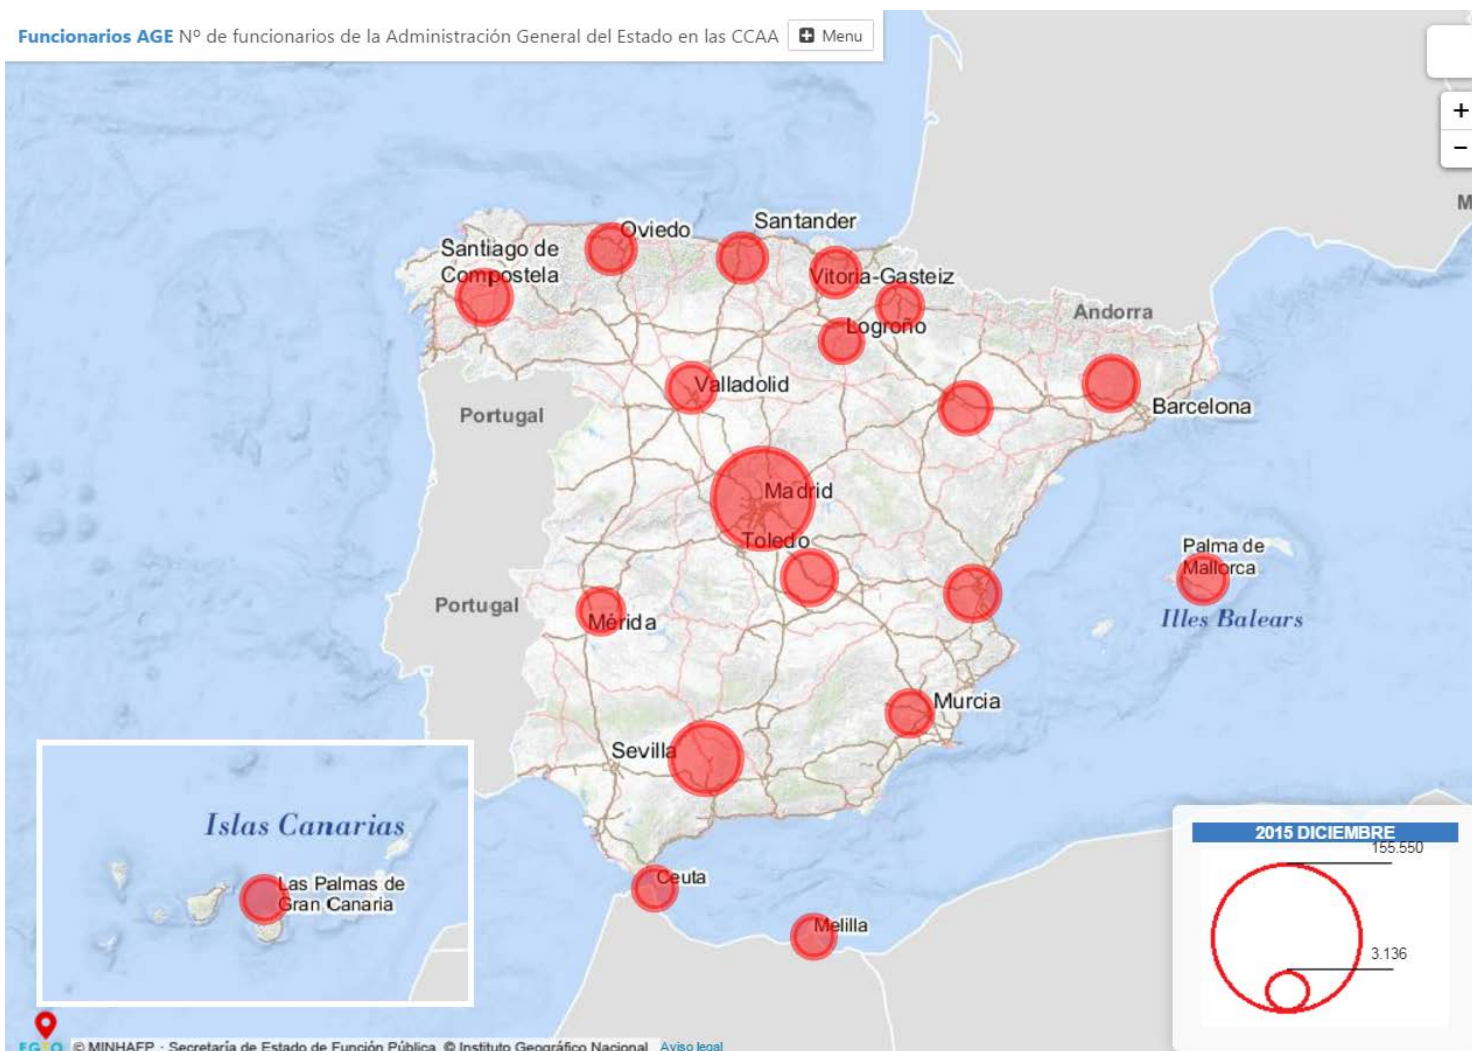 Funcionarios AGE Nº de funcionarios de la Administración General del Estado en las CCAA Menu
+
−
M
Santander
Oviedo
Santiago de
Compostela
Vitoria-Gasteiz
Andorra
Logroño
Valladolid
Barcelona
Portugal
Madrid
Toledo
Palma de
Mallorca
Illes Balears
Portugal
Mérida
Murcia
Sevilla
Islas Canarias
Las Palmas de
Gran Canaria
Ceuta
Melilla
2015 DICIEMBRE
155.550
3.136
© MINHAFP · Secretaría de Estado de Función Pública © Instituto Geográfico Nacional Aviso legal